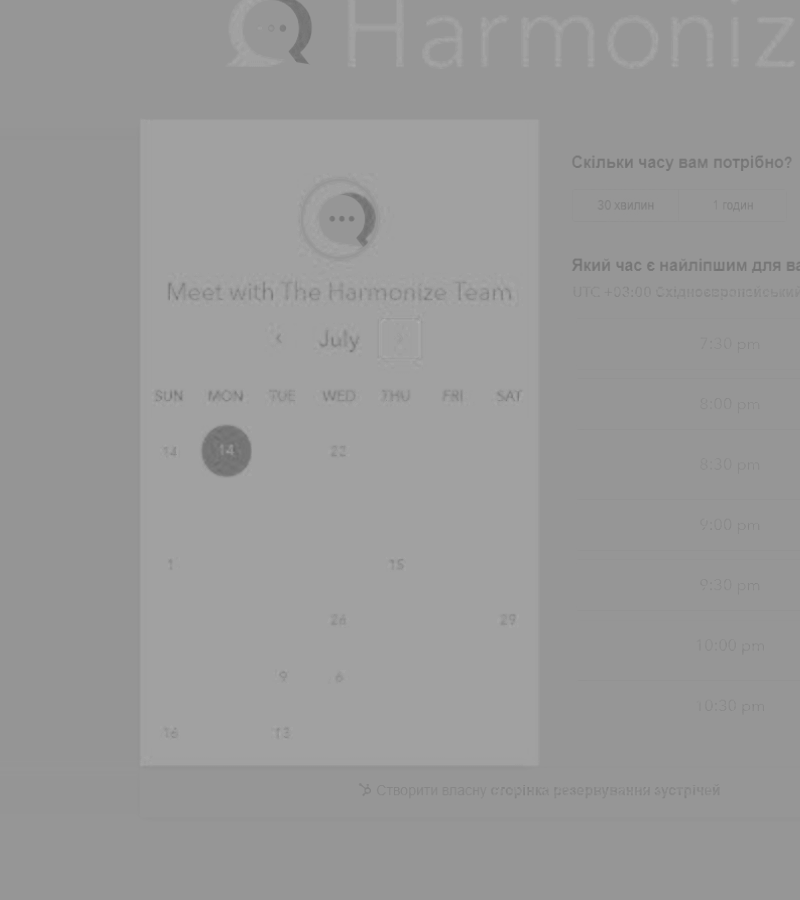 Harmoniz
Meet with The Harmonize Team
July
SUN MON TUE WED THU FRI SAT
14 14 22
1 15
26 29
9 6
16 13
Скільки часу вам потрібно?
30 хвилин 1 годин
Який час є найліпшим для ва
UTC +03:00 Східноєвропейський
7:30 pm
8:00 pm
8:30 pm
9:00 pm
9:30 pm
10:00 pm
10:30 pm
Створити власну сторінка резервування зустрічей